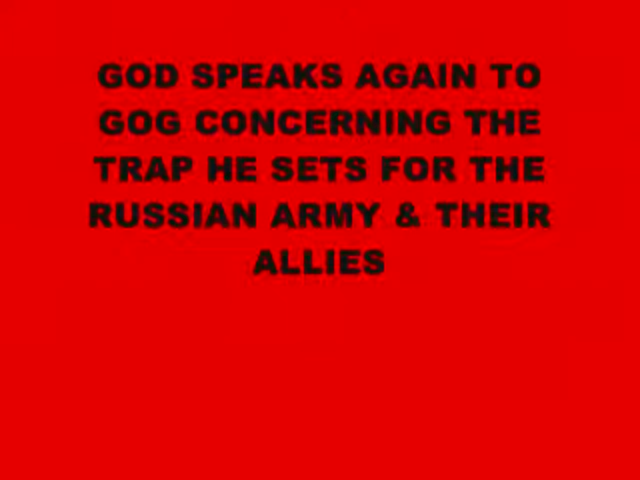 GOD SPEAKS AGAIN TO
GOG CONCERNING THE
TRAP HE SETS FOR THE
RUSSIAN ARMY & THEIR
ALLIES